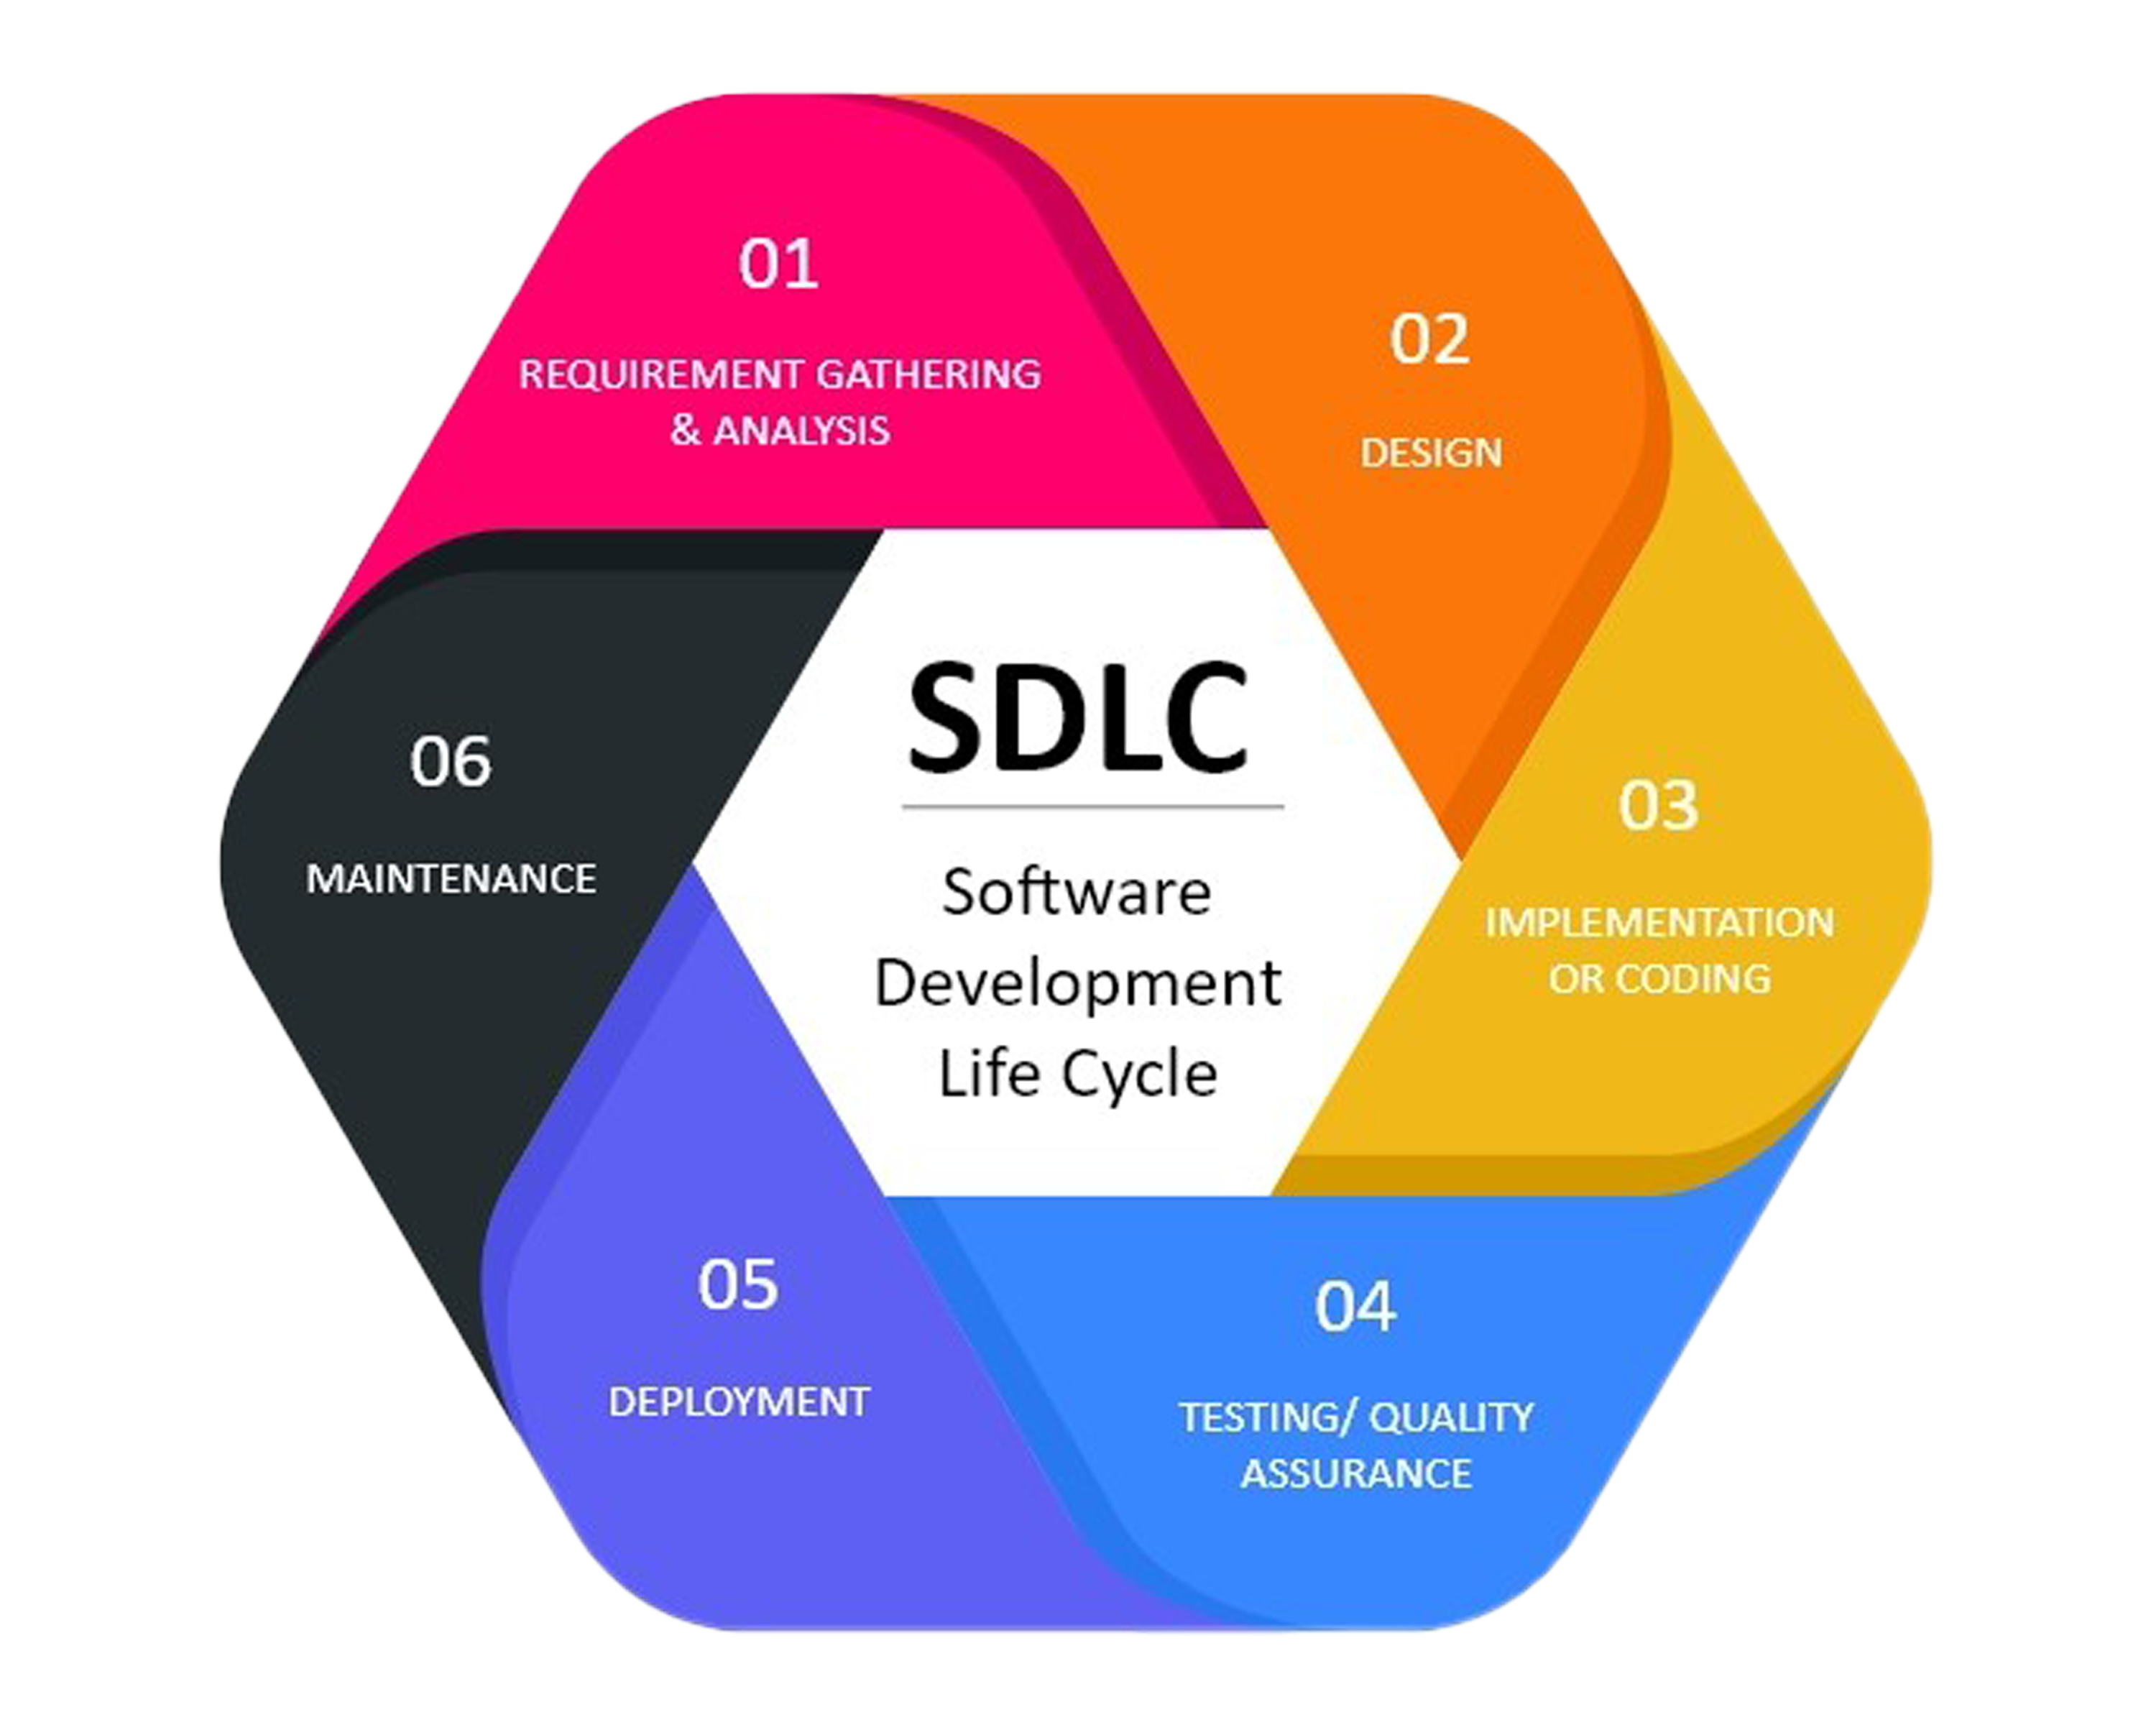 01
REQUIREMENT GATHERING
& ANALYSIS
02
DESIGN
03
IMPLEMENTATION
OR CODING
04
TESTING/ QUALITY
ASSURANCE
05
DEPLOYMENT
06
MAINTENANCE
SDLC
Software
Development
Life Cycle